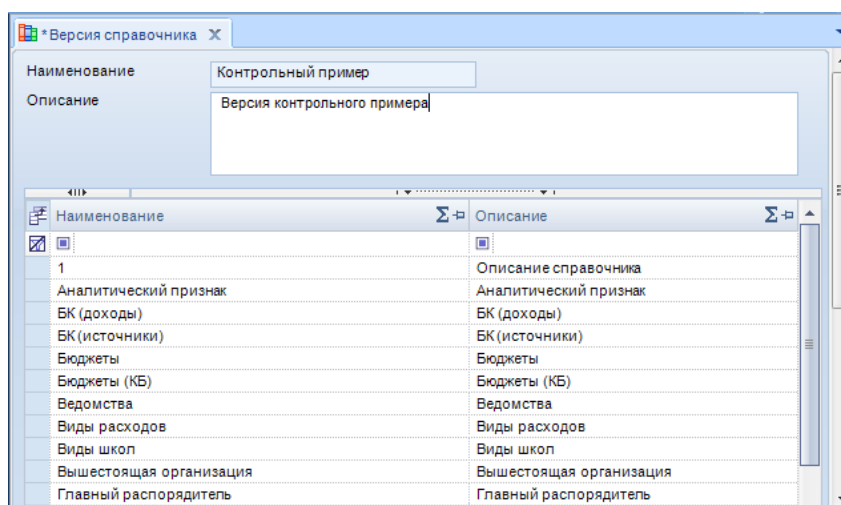 *Версия справочника
Наименование Контрольный пример
Описание Версия контрольного примера
Наименование Описание
1 Описание справочника
Аналитический признак Аналитический признак
БК (доходы) БК (доходы)
БК (источники) БК (источники)
Бюджеты Бюджеты
Бюджеты (КБ) Бюджеты (КБ)
Ведомства Ведомства
Виды расходов Виды расходов
Виды школ Виды школ
Вышестоящая организация Вышестоящая организация
Главный распорядитель Главный распорядитель